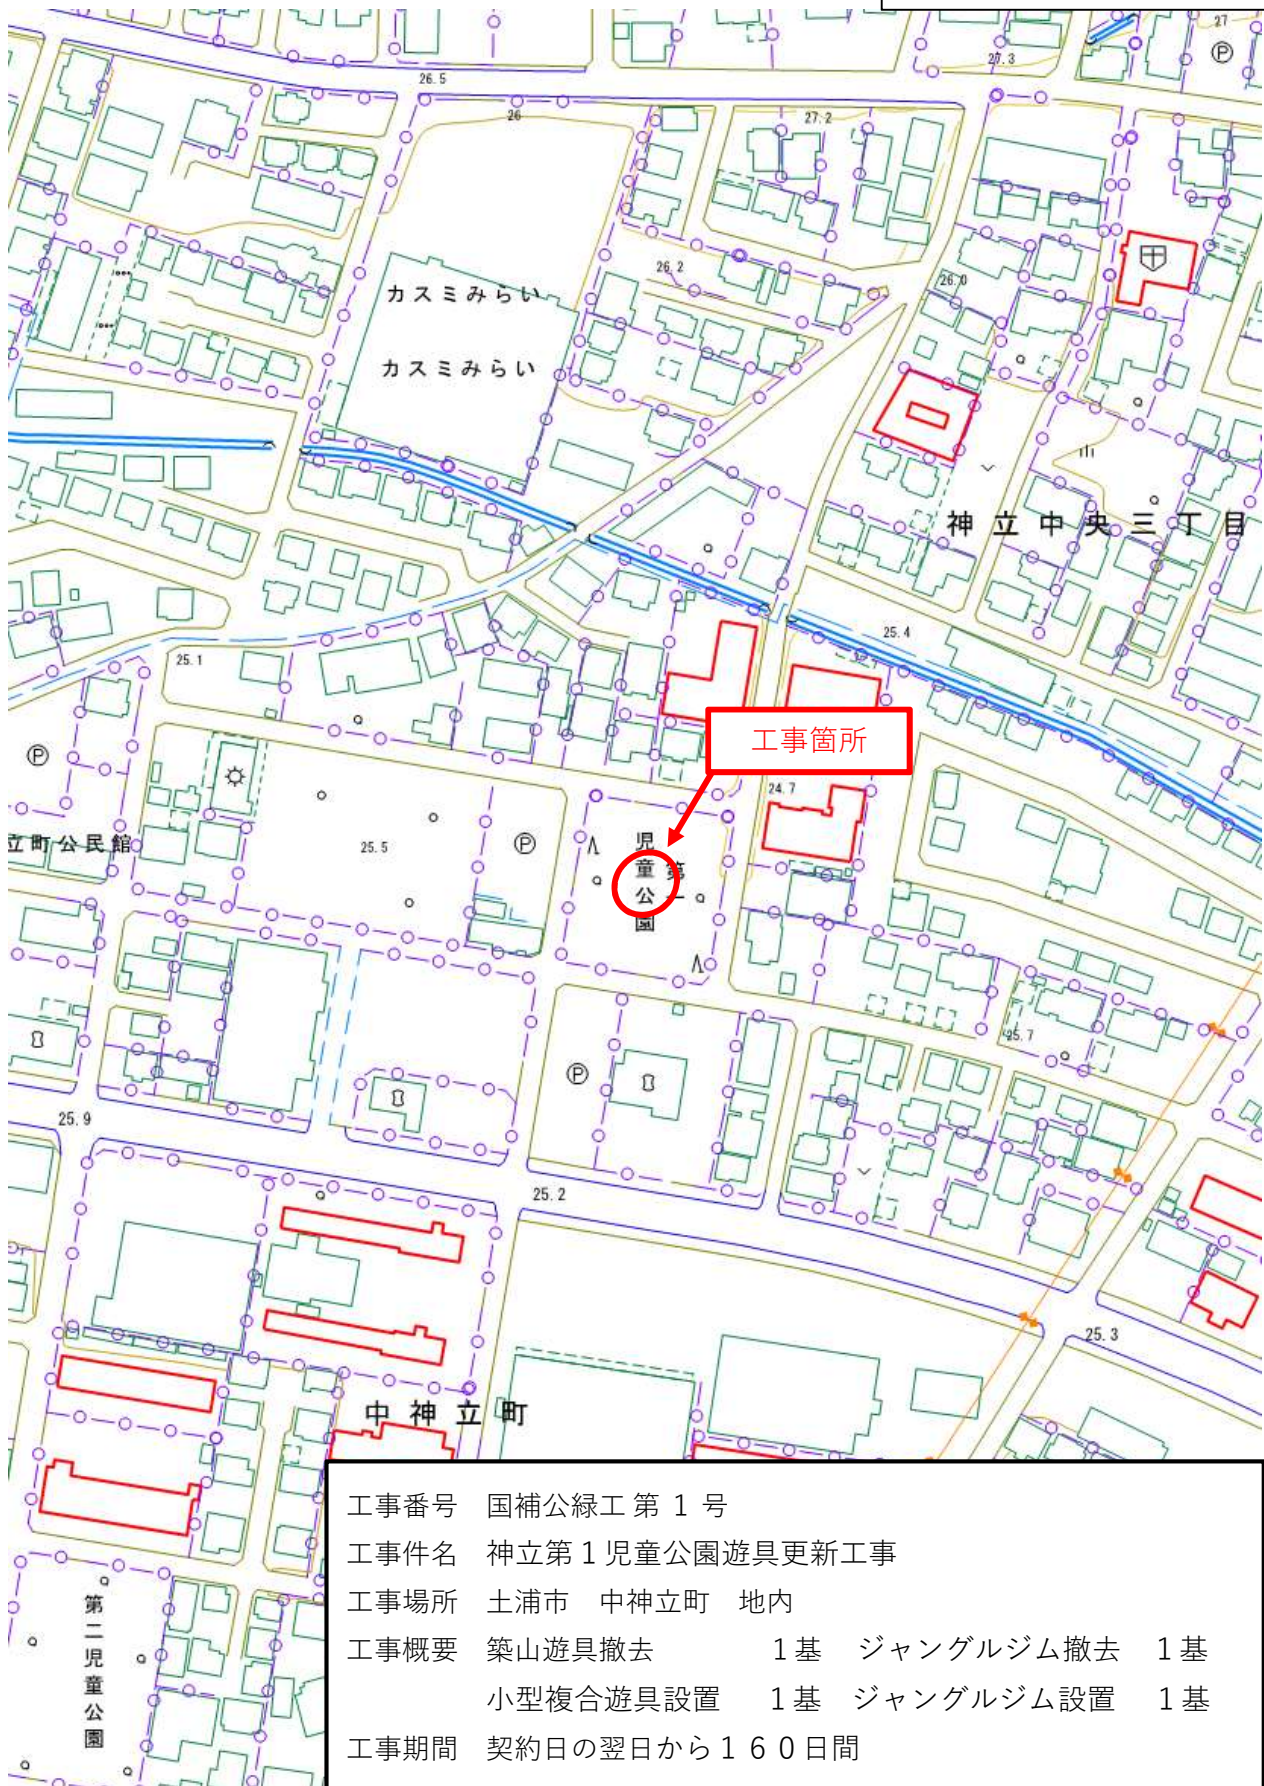 27
Ⓟ
27.3
26.5
26
27.2
26.2
26.0
カスミみらい
カスミみらい
神立中央三丁目
25.4
25.1
工事箇所
24.7
Ⓟ
立町公民館
25.5
Ⓟ
児童公園
第一
25.7
Ⓟ
25.9
25.2
25.3
中神立町
第二児童公園
工事番号 国補公緑工 第 1 号
工事件名 神立第１児童公園遊具更新工事
工事場所 土浦市 中神立町 地内
工事概要 築山遊具撤去 1基 ジャングルジム撤去 1基
小型複合遊具設置 1基 ジャングルジム設置 1基
工事期間 契約日の翌日から１６０日間